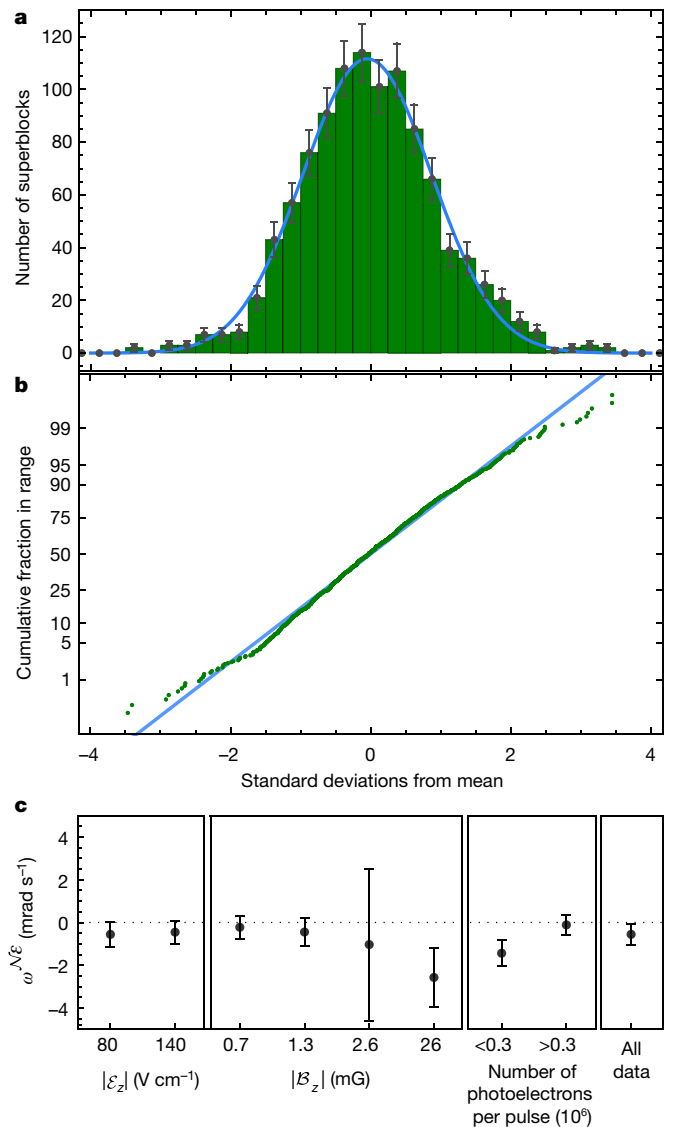 a
120
100
80
60
40
20
0
Number of superblocks
b
99
95
90
75
50
25
10
5
1
Cumulative fraction in range
−4 −2 0 2 4
Standard deviations from mean
c
4
2
0
−2
−4
ω^𝒩ℰ (mrad s⁻¹)
80 140 0.7 1.3 2.6 26 <0.3 >0.3 All
data
|ℰ_z| (V cm⁻¹) |ℬ_z| (mG) Number of
photoelectrons
per pulse (10⁶)